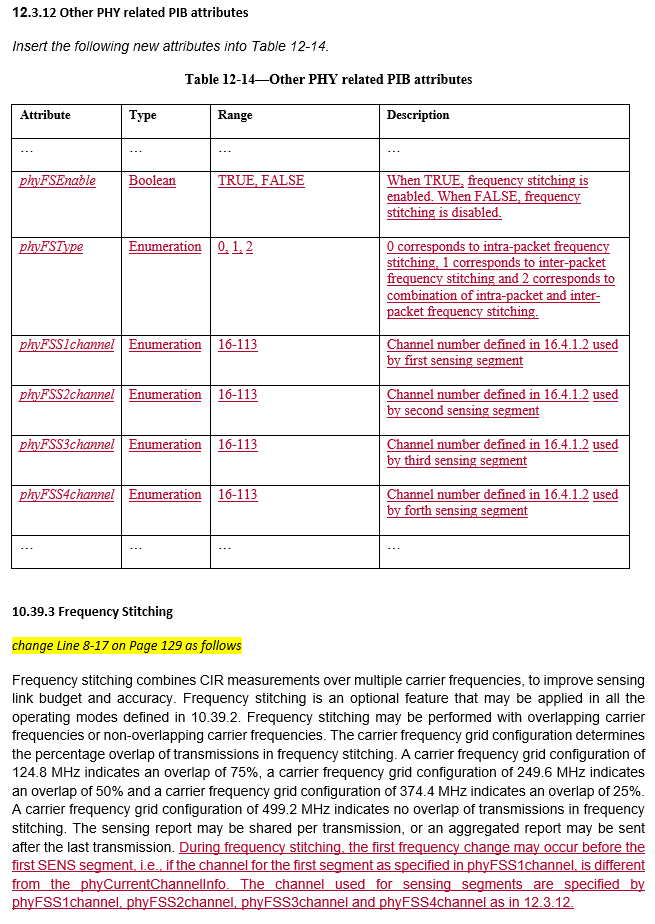 12.3.12 Other PHY related PIB attributes
Insert the following new attributes into Table 12-14.
Table 12-14—Other PHY related PIB attributes
Attribute Type Range Description
… … … …
phyFSEnable Boolean TRUE, FALSE When TRUE, frequency stitching is
enabled. When FALSE, frequency
stitching is disabled.
phyFSType Enumeration 0, 1, 2 0 corresponds to intra-packet frequency
stitching, 1 corresponds to inter-packet
frequency stitching and 2 corresponds to
combination of intra-packet and inter-
packet frequency stitching.
phyFSS1channel Enumeration 16-113 Channel number defined in 16.4.1.2 used
by first sensing segment
phyFSS2channel Enumeration 16-113 Channel number defined in 16.4.1.2 used
by second sensing segment
phyFSS3channel Enumeration 16-113 Channel number defined in 16.4.1.2 used
by third sensing segment
phyFSS4channel Enumeration 16-113 Channel number defined in 16.4.1.2 used
by forth sensing segment
… … … …
10.39.3 Frequency Stitching
change Line 8-17 on Page 129 as follows
Frequency stitching combines CIR measurements over multiple carrier frequencies, to improve sensing
link budget and accuracy. Frequency stitching is an optional feature that may be applied in all the
operating modes defined in 10.39.2. Frequency stitching may be performed with overlapping carrier
frequencies or non-overlapping carrier frequencies. The carrier frequency grid configuration determines
the percentage overlap of transmissions in frequency stitching. A carrier frequency grid configuration of
124.8 MHz indicates an overlap of 75%, a carrier frequency grid configuration of 249.6 MHz indicates
an overlap of 50% and a carrier frequency grid configuration of 374.4 MHz indicates an overlap of 25%.
A carrier frequency grid configuration of 499.2 MHz indicates no overlap of transmissions in frequency
stitching. The sensing report may be shared per transmission, or an aggregated report may be sent
after the last transmission. During frequency stitching, the first frequency change may occur before the
first SENS segment, i.e., if the channel for the first segment as specified in phyFSS1channel, is different
from the phyCurrentChannelInfo. The channel used for sensing segments are specified by
phyFSS1channel, phyFSS2channel, phyFSS3channel and phyFSS4channel as in 12.3.12.